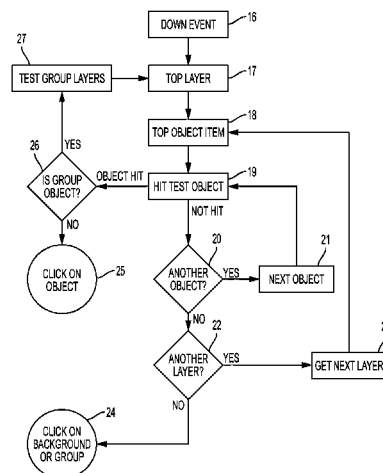 DOWN EVENT
16
27
TEST GROUP LAYERS
TOP LAYER
17
18
TOP OBJECT ITEM
26
YES
IS GROUP
OBJECT?
OBJECT HIT
19
HIT TEST OBJECT
NO
NOT HIT
CLICK ON
OBJECT
25
20
ANOTHER
OBJECT?
YES
21
NEXT OBJECT
NO
22
ANOTHER
LAYER?
YES
GET NEXT LAYER
NO
24
CLICK ON
BACKGROUND
OR GROUP